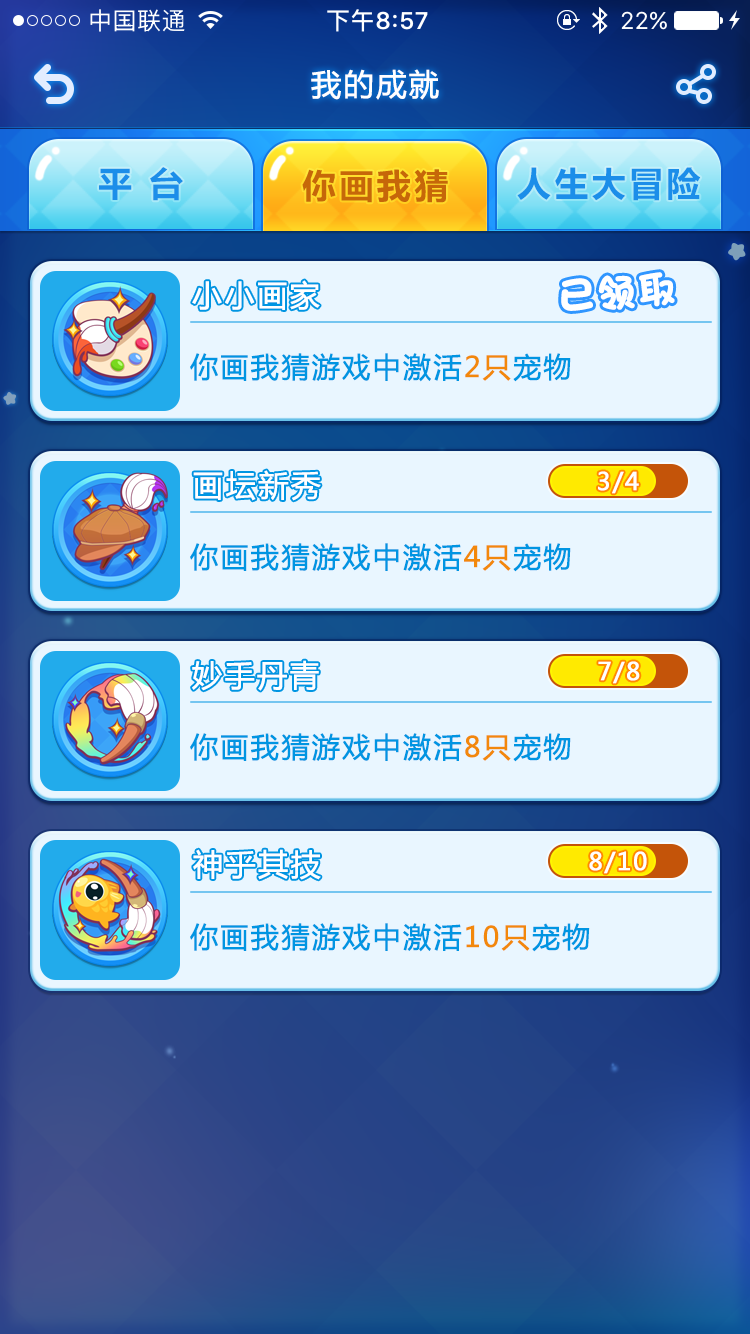 中国联通 下午8:57 22%
我的成就
平台 你画我猜 人生大冒险
小小画家 已领取
你画我猜游戏中激活2只宠物
画坛新秀 3/4
你画我猜游戏中激活4只宠物
妙手丹青 7/8
你画我猜游戏中激活8只宠物
神乎其技 8/10
你画我猜游戏中激活10只宠物